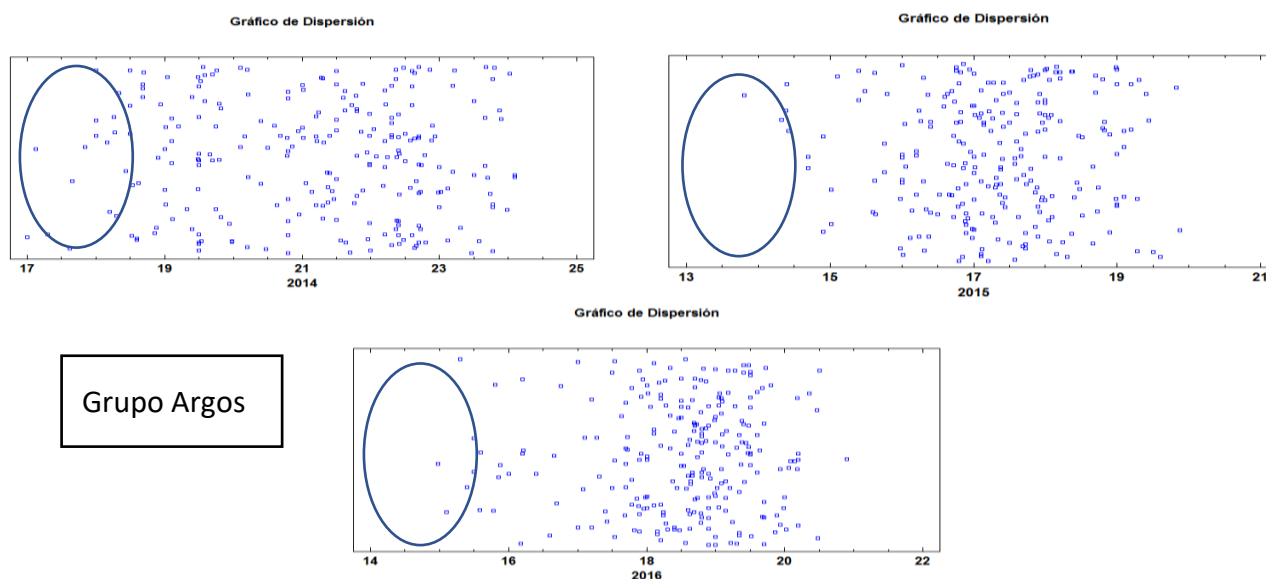 Gráfico de Dispersión
17 19 21 23 25
2014
Gráfico de Dispersión
13 15 17 19 21
2015
Gráfico de Dispersión
14 16 18 20 22
2016
Grupo Argos